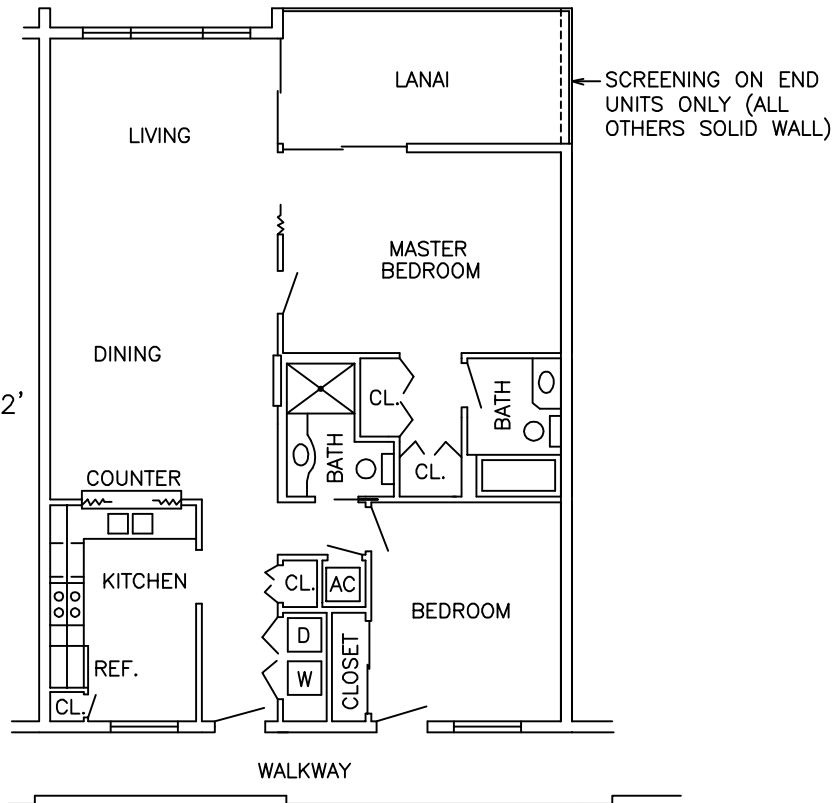 LANAI
SCREENING ON END
UNITS ONLY (ALL
OTHERS SOLID WALL)
LIVING
MASTER
BEDROOM
DINING
2'
CL.
BATH
BATH
CL.
COUNTER
KITCHEN
CL.
AC
BEDROOM
D
REF.
W
CLOSET
CL.
WALKWAY